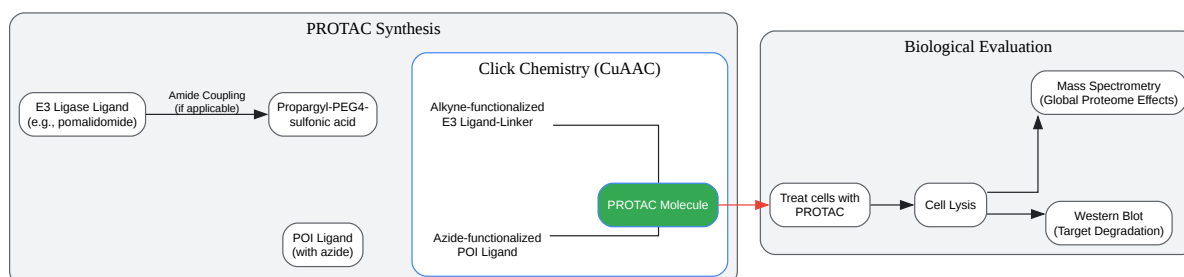 PROTAC Synthesis
E3 Ligase Ligand
(e.g., pomalidomide)
Amide Coupling
(if applicable)
Propargyl-PEG4-
sulfonic acid
POI Ligand
(with azide)
Click Chemistry (CuAAC)
Alkyne-functionalized
E3 Ligand-Linker
Azide-functionalized
POI Ligand
PROTAC Molecule
Biological Evaluation
Treat cells with
PROTAC
Cell Lysis
Mass Spectrometry
(Global Proteome Effects)
Western Blot
(Target Degradation)